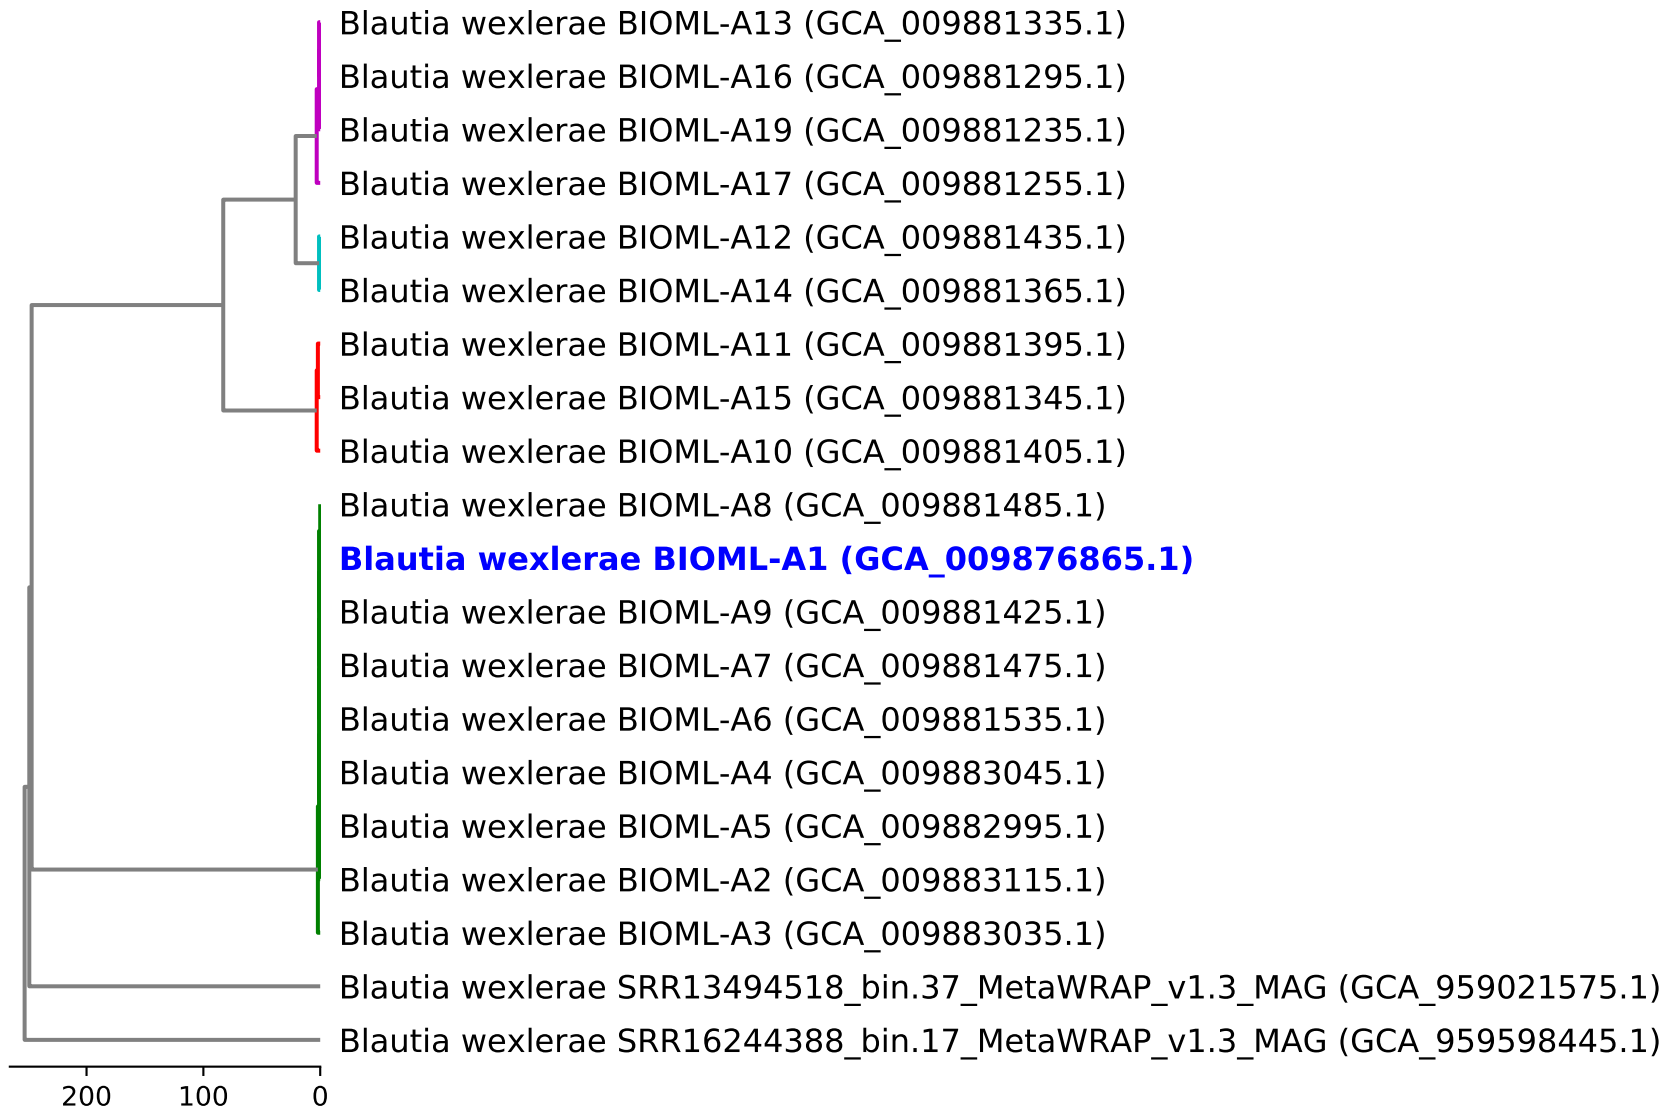 Blautia wexlerae BIOML-A13 (GCA_009881335.1)
Blautia wexlerae BIOML-A16 (GCA_009881295.1)
Blautia wexlerae BIOML-A19 (GCA_009881235.1)
Blautia wexlerae BIOML-A17 (GCA_009881255.1)
Blautia wexlerae BIOML-A12 (GCA_009881435.1)
Blautia wexlerae BIOML-A14 (GCA_009881365.1)
Blautia wexlerae BIOML-A11 (GCA_009881395.1)
Blautia wexlerae BIOML-A15 (GCA_009881345.1)
Blautia wexlerae BIOML-A10 (GCA_009881405.1)
Blautia wexlerae BIOML-A8 (GCA_009881485.1)
Blautia wexlerae BIOML-A1 (GCA_009876865.1)
Blautia wexlerae BIOML-A9 (GCA_009881425.1)
Blautia wexlerae BIOML-A7 (GCA_009881475.1)
Blautia wexlerae BIOML-A6 (GCA_009881535.1)
Blautia wexlerae BIOML-A4 (GCA_009883045.1)
Blautia wexlerae BIOML-A5 (GCA_009882995.1)
Blautia wexlerae BIOML-A2 (GCA_009883115.1)
Blautia wexlerae BIOML-A3 (GCA_009883035.1)
Blautia wexlerae SRR13494518_bin.37_MetaWRAP_v1.3_MAG (GCA_959021575.1)
Blautia wexlerae SRR16244388_bin.17_MetaWRAP_v1.3_MAG (GCA_959598445.1)
200 100 0